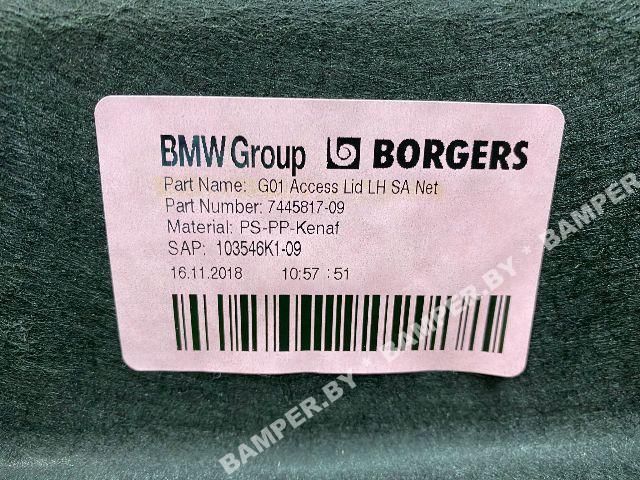 BMW Group BORGERS
Part Name: G01 Access Lid LH SA Net
Part Number: 7445817-09
Material: PS-PP-Kenaf
SAP: 103546K1-09
16.11.2018 10:57:51
BAMPER.BY * BAMPER.BY * BAMPER.BY